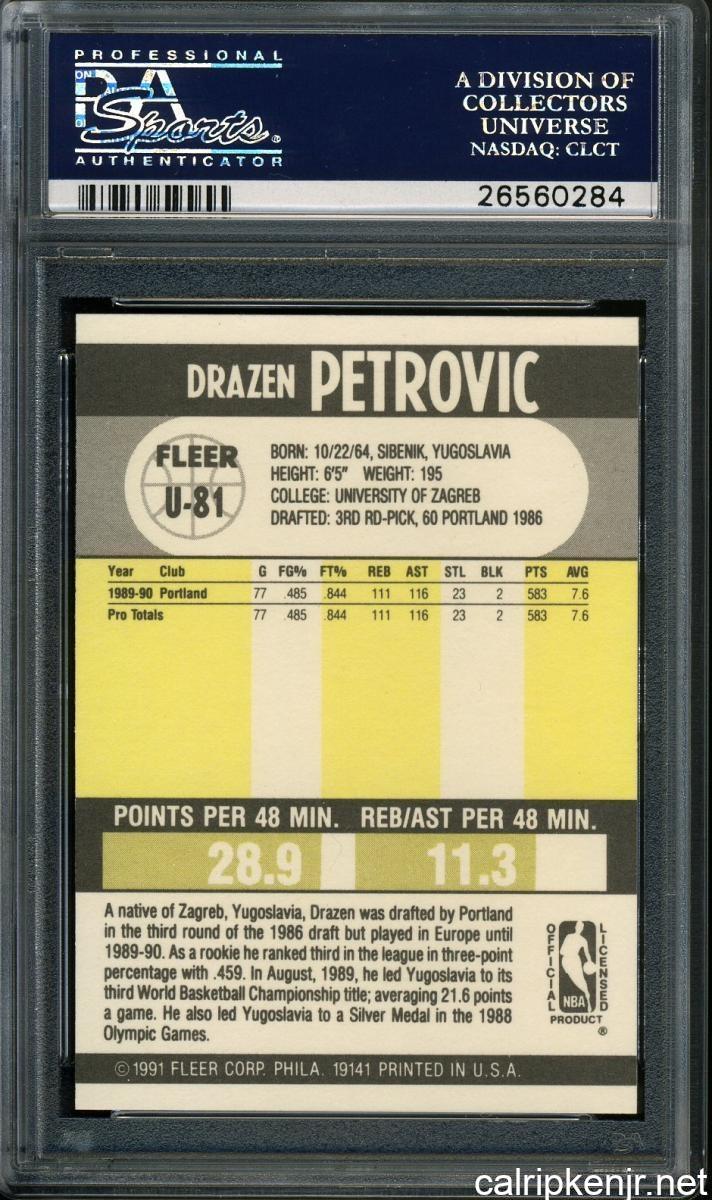 PROFESSIONAL
PSA
Sports
AUTHENTICATOR
A DIVISION OF
COLLECTORS
UNIVERSE
NASDAQ: CLCT
26560284
DRAZEN PETROVIC
FLEER
U-81
BORN: 10/22/64, SIBENIK, YUGOSLAVIA
HEIGHT: 6'5" WEIGHT: 195
COLLEGE: UNIVERSITY OF ZAGREB
DRAFTED: 3RD RD-PICK, 60 PORTLAND 1986
Year Club G FG% FT% REB AST STL BLK PTS AVG
1989-90 Portland 77 .485 .844 111 116 23 2 583 7.6
Pro Totals 77 .485 .844 111 116 23 2 583 7.6
POINTS PER 48 MIN. REB/AST PER 48 MIN.
28.9 11.3
A native of Zagreb, Yugoslavia, Drazen was drafted by Portland
in the third round of the 1986 draft but played in Europe until
1989-90. As a rookie he ranked third in the league in three-point
percentage with .459. In August, 1989, he led Yugoslavia to its
third World Basketball Championship title; averaging 21.6 points
a game. He also led Yugoslavia to a Silver Medal in the 1988
Olympic Games.
OFFICIAL
NBA
LICENSED
PRODUCT
®
© 1991 FLEER CORP. PHILA. 19141 PRINTED IN U.S.A.
calripkenjr.net